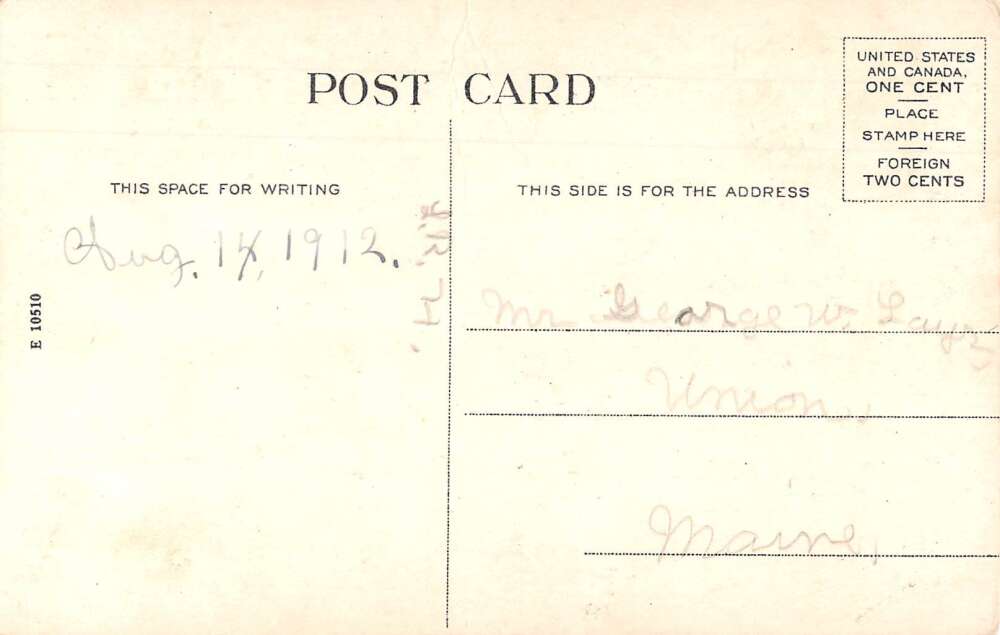 POST CARD
UNITED STATES
AND CANADA,
ONE CENT
PLACE
STAMP HERE
FOREIGN
TWO CENTS
THIS SPACE FOR WRITING
THIS SIDE IS FOR THE ADDRESS
Aug. 14, 1912.
E 10510
Mr. George W.
Union,
Maine,